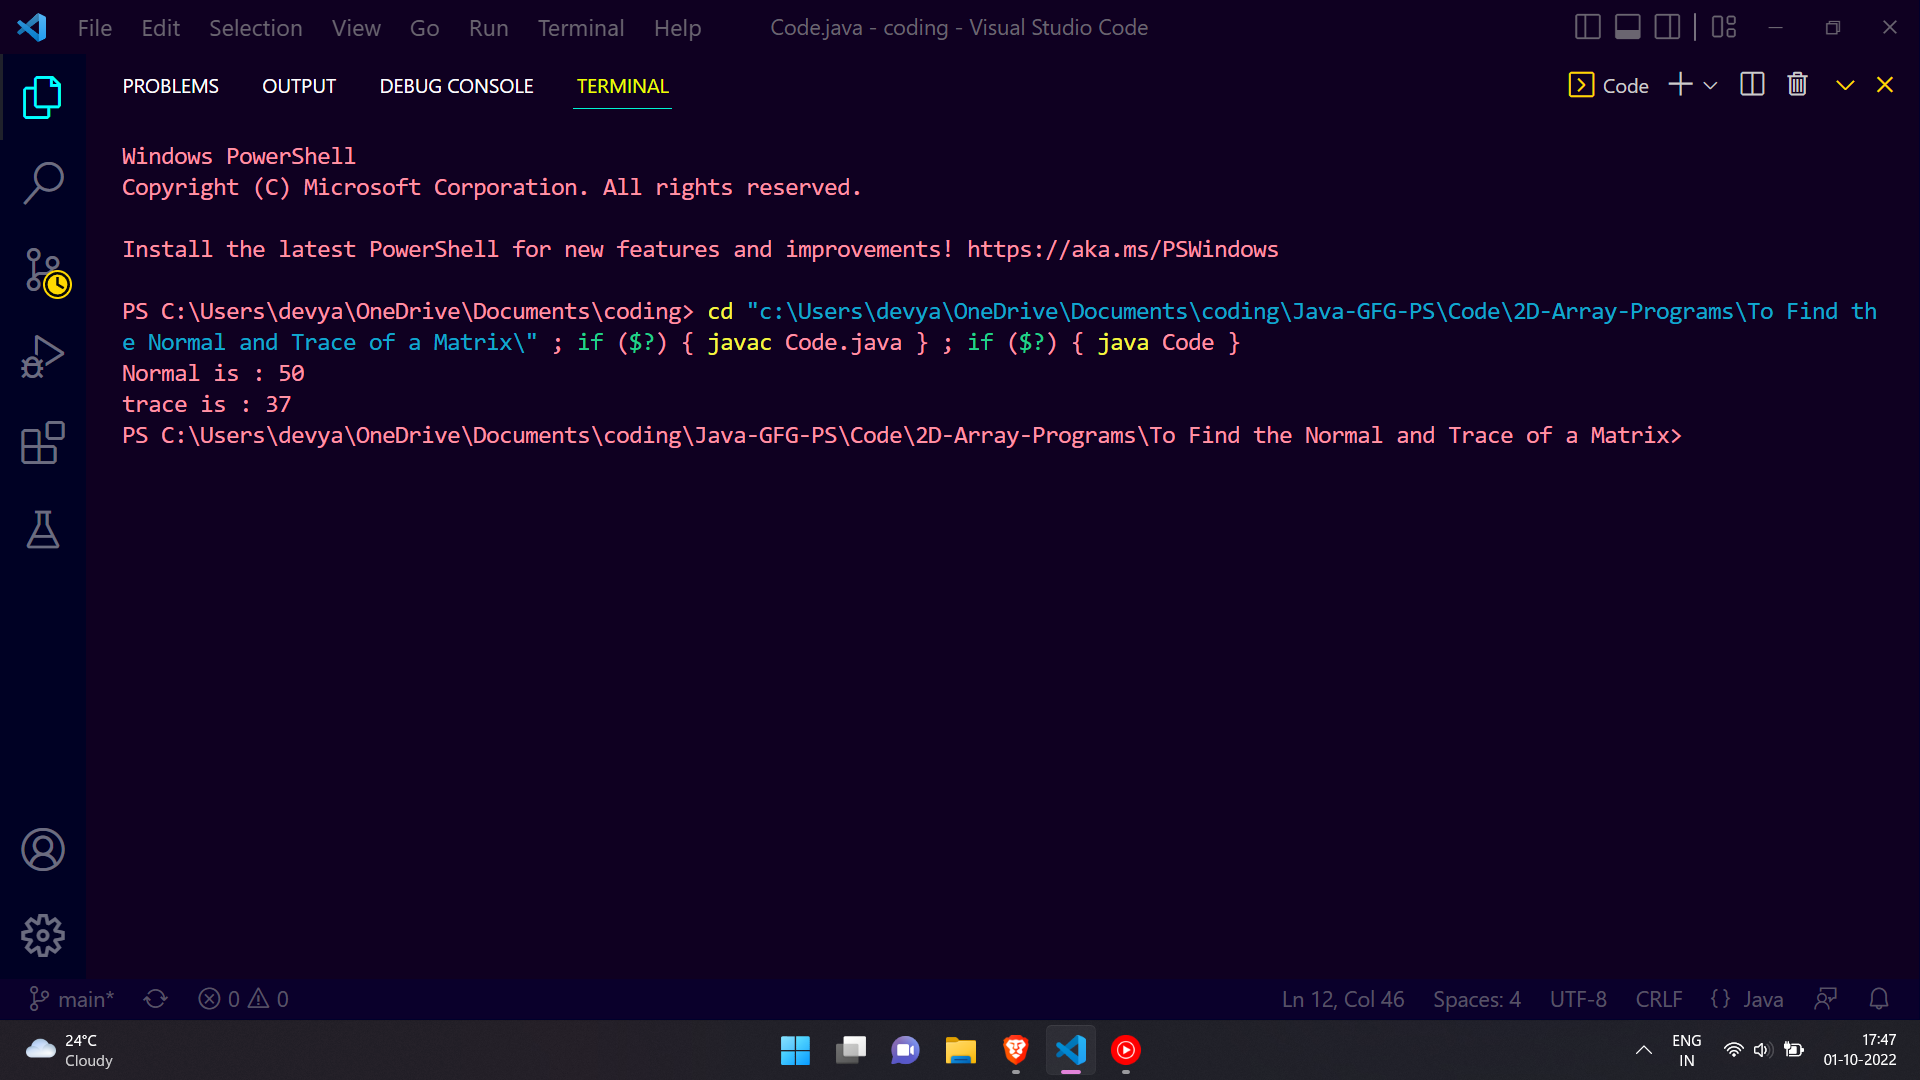 File Edit Selection View Go Run Terminal Help Code.java - coding - Visual Studio Code
PROBLEMS OUTPUT DEBUG CONSOLE TERMINAL Code
Windows PowerShell
Copyright (C) Microsoft Corporation. All rights reserved.
Install the latest PowerShell for new features and improvements! https://aka.ms/PSWindows
PS C:\Users\devya\OneDrive\Documents\coding> cd "c:\Users\devya\OneDrive\Documents\coding\Java-GFG-PS\Code\2D-Array-Programs\To Find th
e Normal and Trace of a Matrix\" ; if ($?) { javac Code.java } ; if ($?) { java Code }
Normal is : 50
trace is : 37
PS C:\Users\devya\OneDrive\Documents\coding\Java-GFG-PS\Code\2D-Array-Programs\To Find the Normal and Trace of a Matrix>
main* 0 0 Ln 12, Col 46 Spaces: 4 UTF-8 CRLF {} Java
24°C ENG 17:47
Cloudy IN 01-10-2022